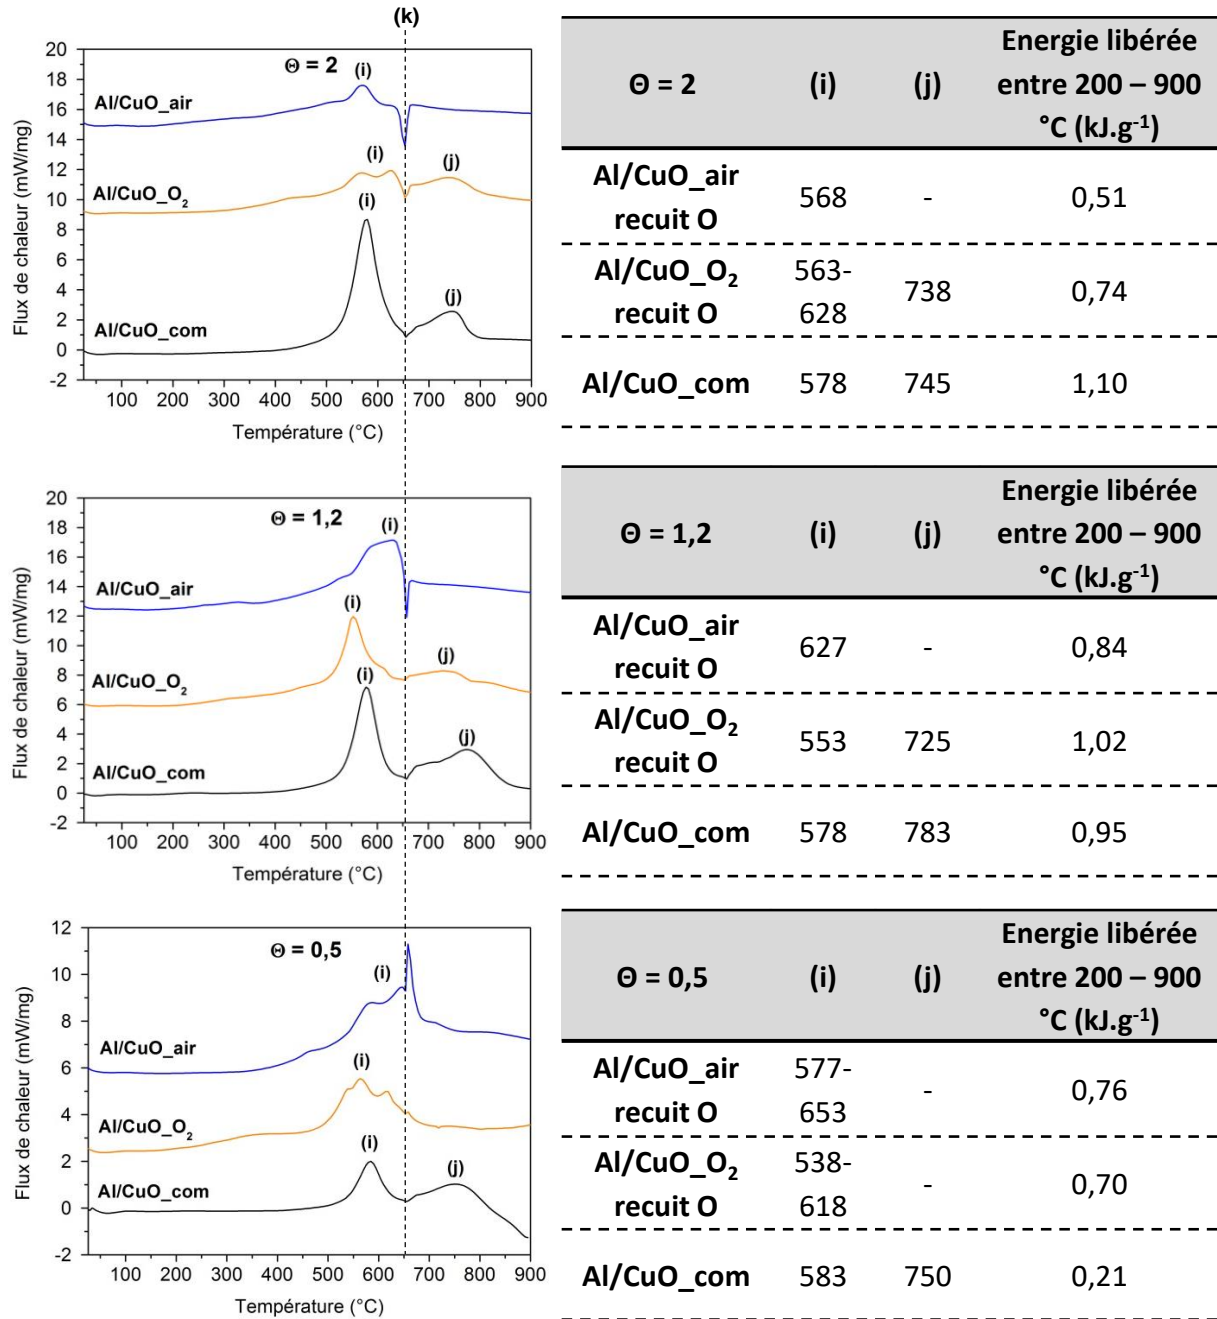 (k)
Θ = 2
(i)
Al/CuO_air
(i)
(j)
Al/CuO_O2
(i)
(j)
Al/CuO_com
20
18
16
14
12
10
8
6
4
2
0
-2
Flux de chaleur (mW/mg)
100 200 300 400 500 600 700 800 900
Température (°C)
Θ = 2 (i) (j) Energie libérée
entre 200 – 900
°C (kJ.g-1)
Al/CuO_air
recuit O 568 - 0,51
Al/CuO_O2
recuit O 563-
628 738 0,74
Al/CuO_com 578 745 1,10
Θ = 1,2
(i)
Al/CuO_air
(i)
(j)
Al/CuO_O2
(i)
(j)
Al/CuO_com
20
18
16
14
12
10
8
6
4
2
0
-2
Flux de chaleur (mW/mg)
100 200 300 400 500 600 700 800 900
Température (°C)
Θ = 1,2 (i) (j) Energie libérée
entre 200 – 900
°C (kJ.g-1)
Al/CuO_air
recuit O 627 - 0,84
Al/CuO_O2
recuit O 553 725 1,02
Al/CuO_com 578 783 0,95
Θ = 0,5
(i)
Al/CuO_air
(i)
Al/CuO_O2
(i)
(j)
Al/CuO_com
12
10
8
6
4
2
0
-2
Flux de chaleur (mW/mg)
100 200 300 400 500 600 700 800 900
Température (°C)
Θ = 0,5 (i) (j) Energie libérée
entre 200 – 900
°C (kJ.g-1)
Al/CuO_air
recuit O 577-
653 - 0,76
Al/CuO_O2
recuit O 538-
618 - 0,70
Al/CuO_com 583 750 0,21